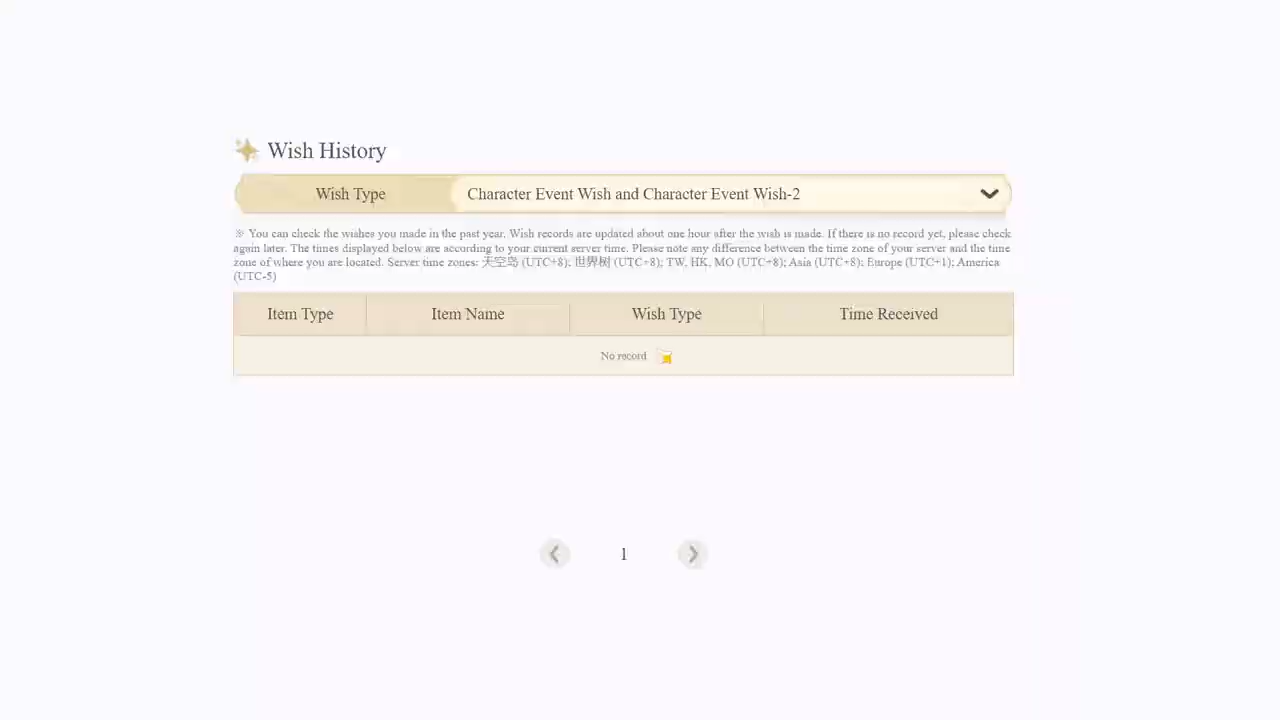 Wish History
Wish Type
Character Event Wish and Character Event Wish-2
※ You can check the wishes you made in the past year. Wish records are updated about one hour after the wish is made. If there is no record yet, please check
again later. The times displayed below are according to your current server time. Please note any difference between the time zone of your server and the time
zone of where you are located. Server time zones: 天空岛 (UTC+8); 世界树 (UTC+8); TW, HK, MO (UTC+8); Asia (UTC+8); Europe (UTC+1); America
(UTC-5)
Item Type
Item Name
Wish Type
Time Received
No record
1